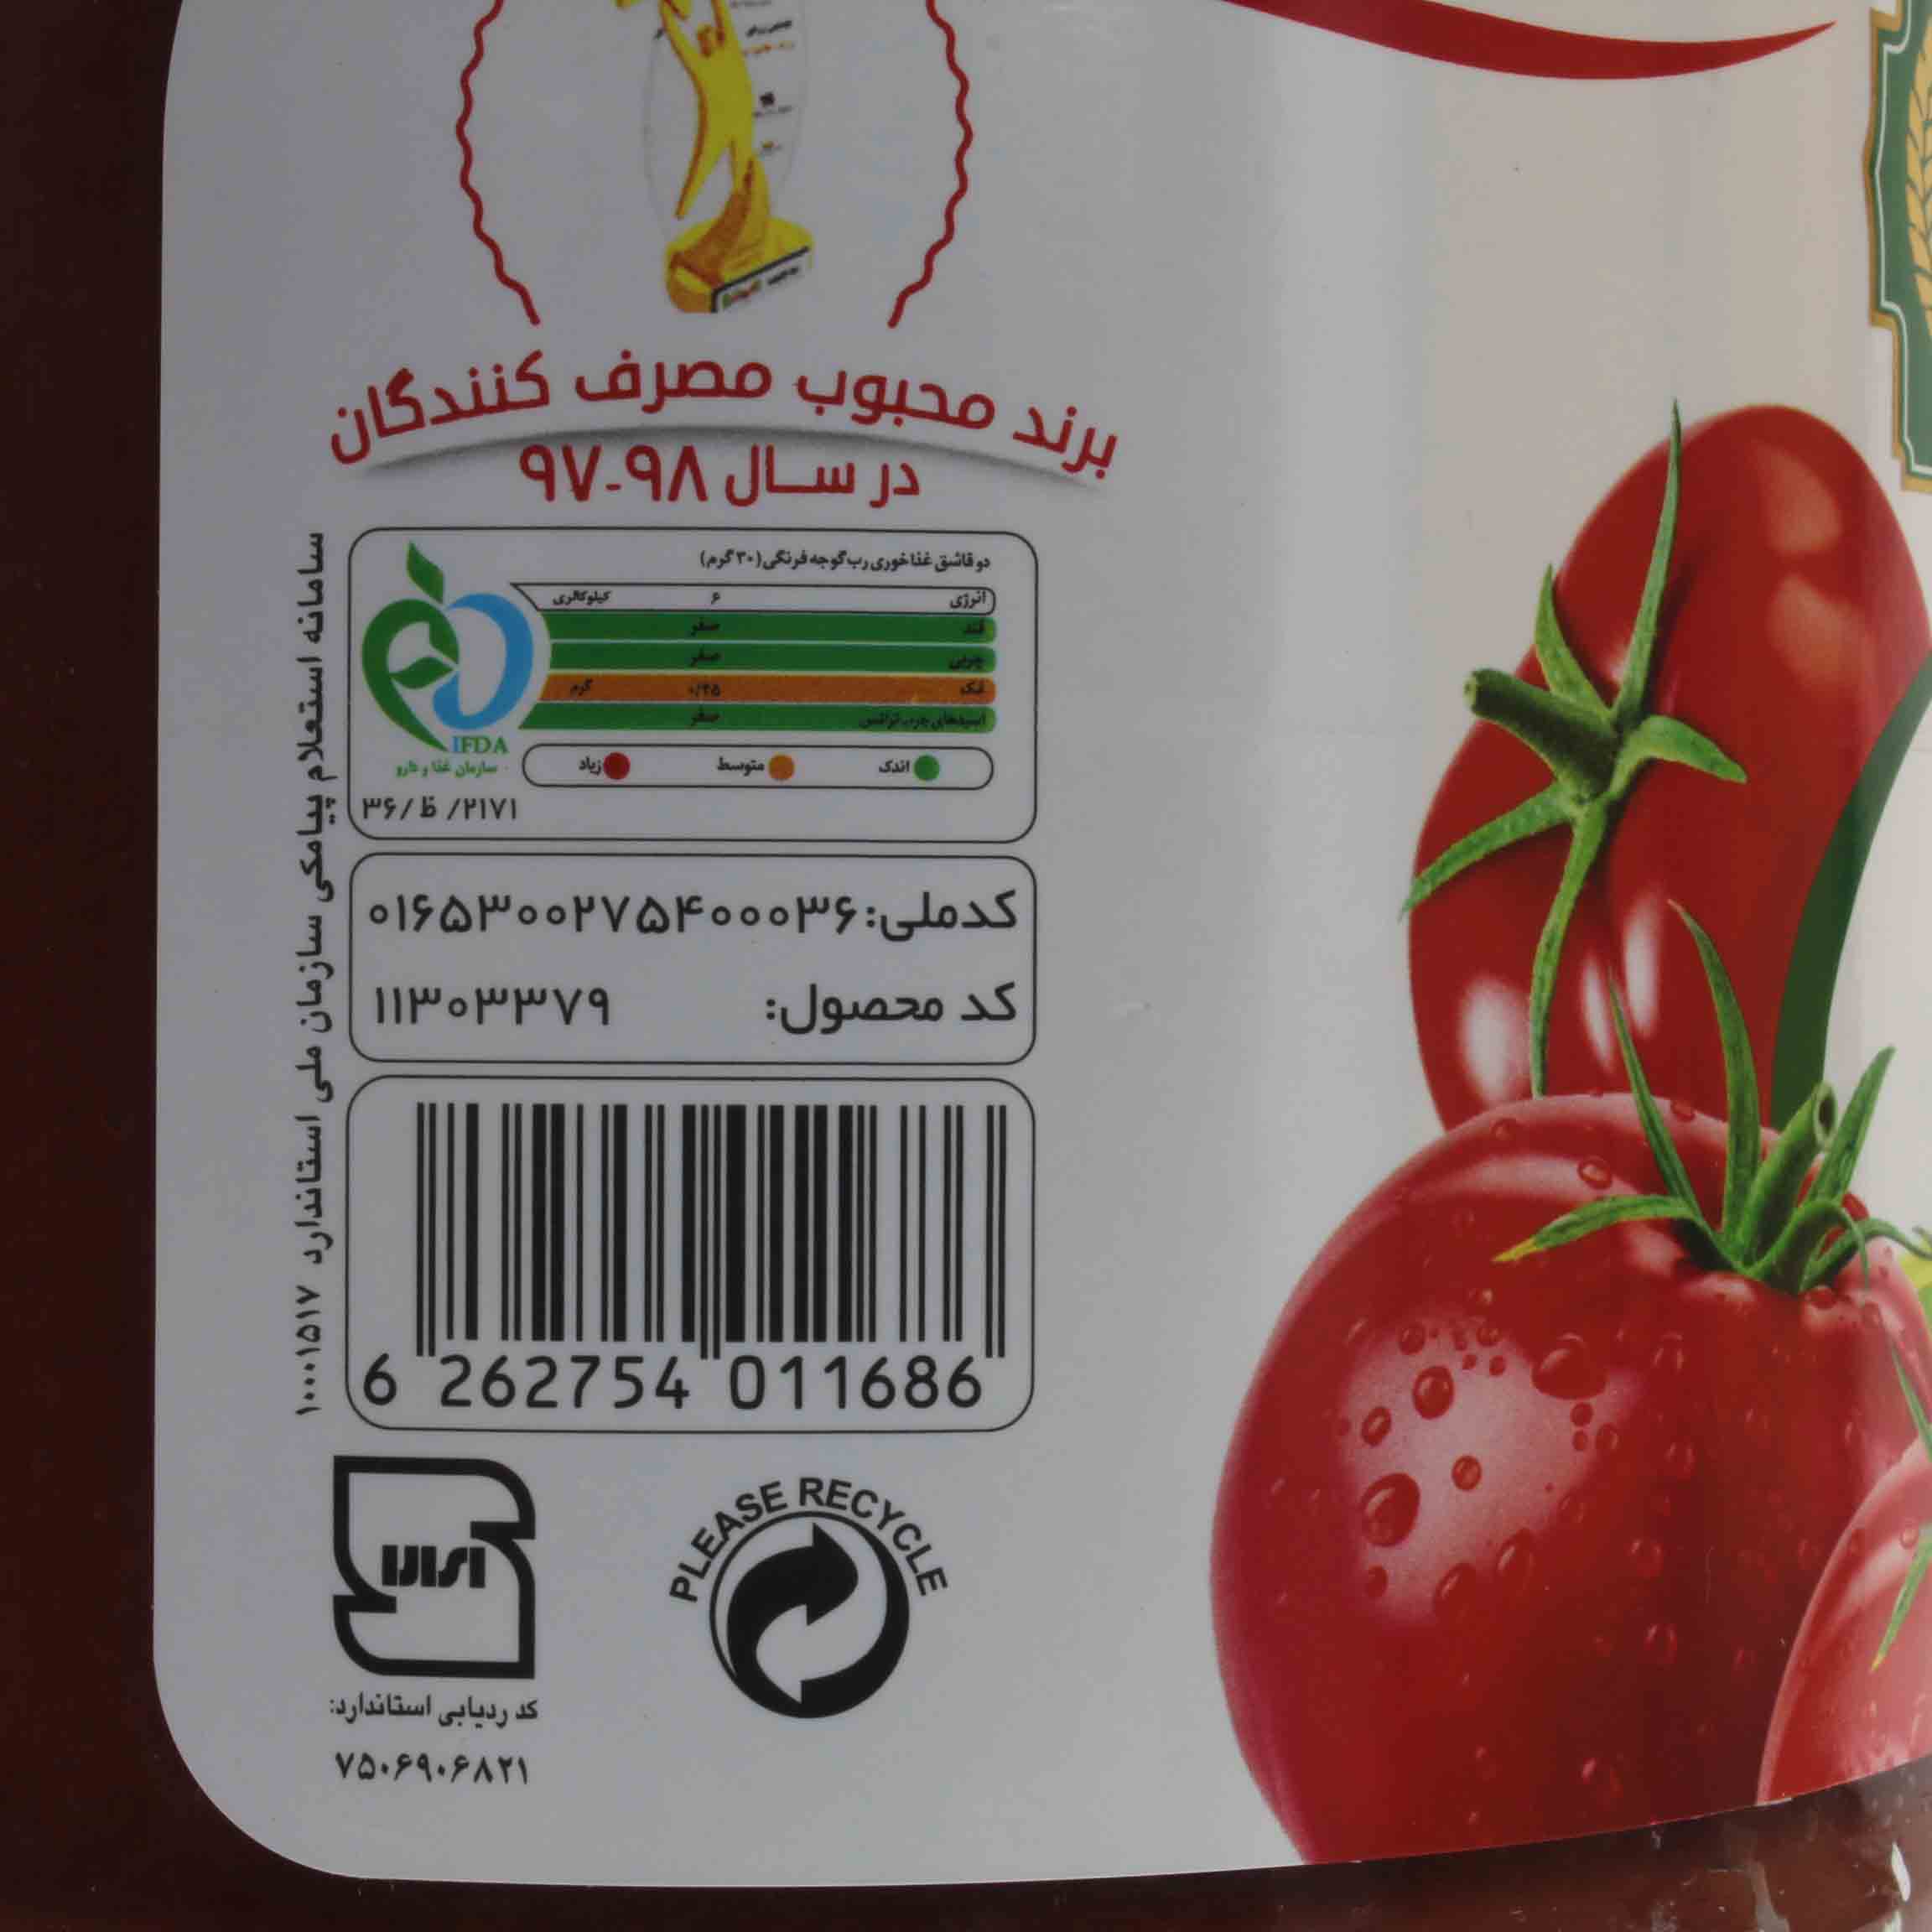 برند محبوب مصرف کنندگان
در ســال ۹۸-۹۷
دو قاشق غذاخوری رب گوجه فرنگی (۳۰ گرم)
انرژی ۶ کیلوکالری
قند صفر
چربی صفر
نمک ۰/۲۵ گرم
اسیدهای چرب ترانس صفر
اندک متوسط زیاد
IFDA
سازمان غذا و دارو
۳۶/ ظ /۲۱۷۱
کدملی: ۰۱۶۵۳۰۰۲۷۵۴۰۰۰۳۶
کد محصول: ۱۱۳۰۳۳۷۹
6 262754 011686
سامانه استعلام پیامکی سازمان ملی استاندارد ۱۰۰۰۱۵۱۷
PLEASE RECYCLE
کد ردیابی استاندارد:
۷۵۰۶۹۰۶۸۲۱